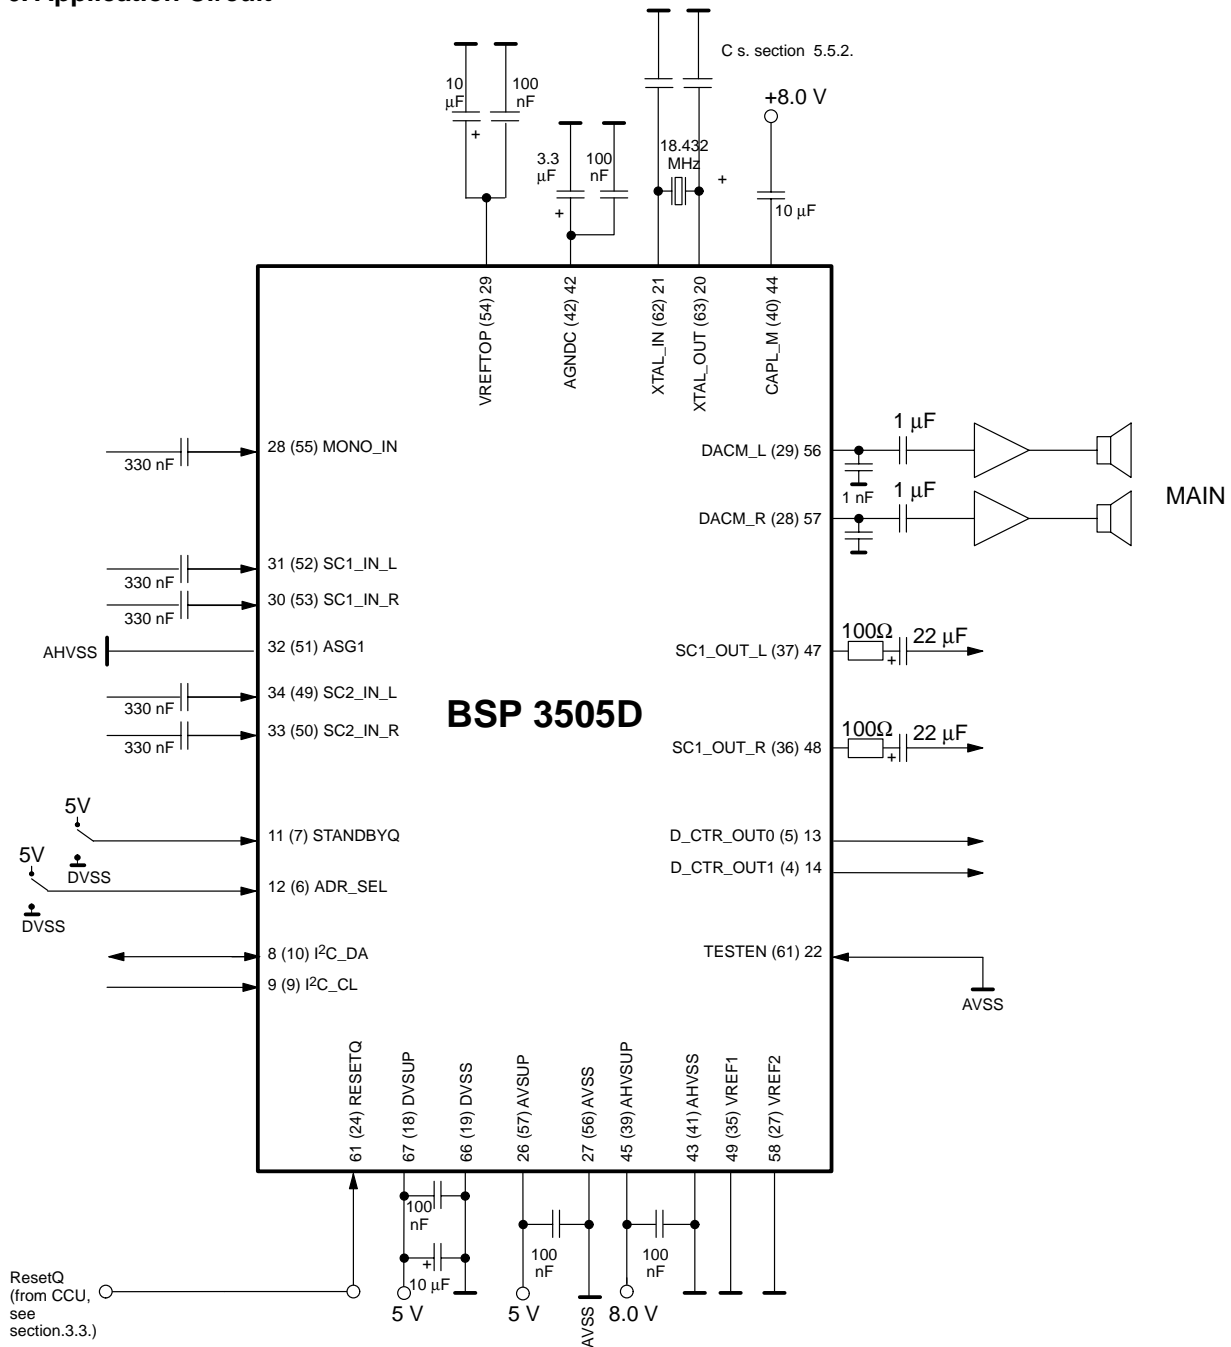 C s. section 5.5.2.
10
µF
+
100
nF
3.3
µF
+
100
nF
18.432
MHz
+
+8.0 V
10 µF
VREFTOP (54) 29
AGNDC (42) 42
XTAL_IN (62) 21
XTAL_OUT (63) 20
CAPL_M (40) 44
330 nF
28 (55) MONO_IN
330 nF
31 (52) SC1_IN_L
330 nF
30 (53) SC1_IN_R
AHVSS
32 (51) ASG1
330 nF
34 (49) SC2_IN_L
330 nF
33 (50) SC2_IN_R
5V
DVSS
11 (7) STANDBYQ
5V
DVSS
12 (6) ADR_SEL
8 (10) I²C_DA
9 (9) I²C_CL
BSP 3505D
DACM_L (29) 56
1 µF
1 nF
DACM_R (28) 57
1 µF
MAIN
SC1_OUT_L (37) 47
100Ω
+
22 µF
SC1_OUT_R (36) 48
100Ω
+
22 µF
D_CTR_OUT0 (5) 13
D_CTR_OUT1 (4) 14
TESTEN (61) 22
AVSS
61 (24) RESETQ
67 (18) DVSUP
66 (19) DVSS
26 (57) AVSUP
27 (56) AVSS
45 (39) AHVSUP
43 (41) AHVSS
49 (35) VREF1
58 (27) VREF2
100
nF
+
10 µF
5 V
100
nF
5 V
AVSS
100
nF
8.0 V
ResetQ
(from CCU,
see
section.3.3.)